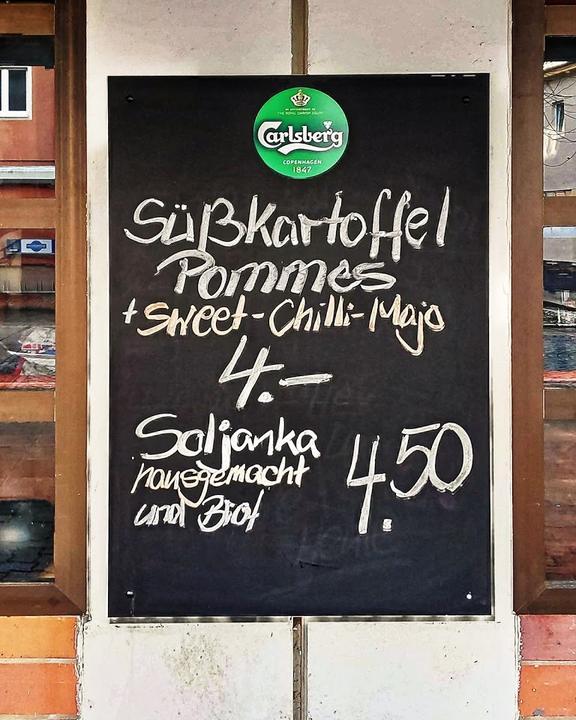 Carlsberg
COPENHAGEN
1847
Süßkartoffel
Pommes
+ Sweet-Chilli-Majo
4.-
Soljanka
hausgemacht
und Brot
4.50